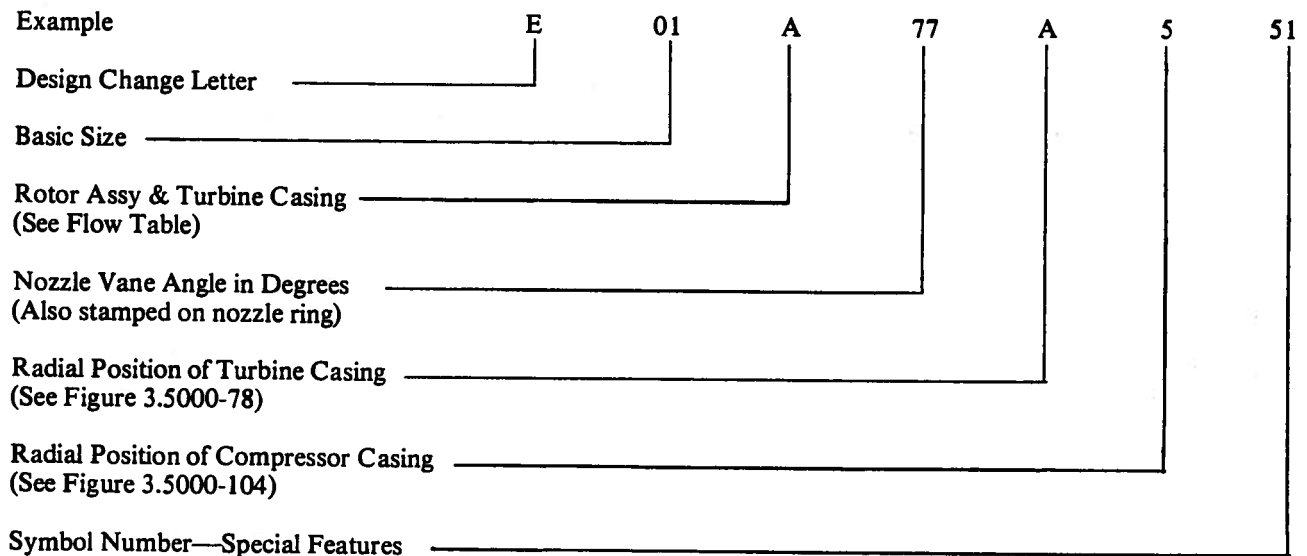 Example E 01 A 77 A 5 51
Design Change Letter
Basic Size
Rotor Assy & Turbine Casing
(See Flow Table)
Nozzle Vane Angle in Degrees
(Also stamped on nozzle ring)
Radial Position of Turbine Casing
(See Figure 3.5000-78)
Radial Position of Compressor Casing
(See Figure 3.5000-104)
Symbol Number—Special Features